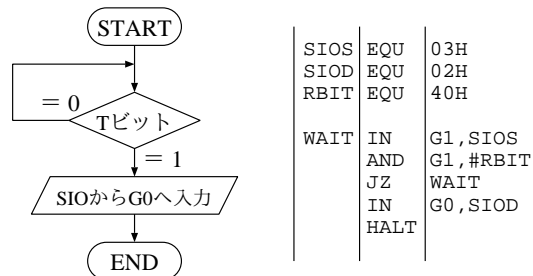 START
= 0
Tビット
= 1
SIOからG0へ入力
END
SIOS EQU 03H
SIOD EQU 02H
RBIT EQU 40H
WAIT IN G1,SIOS
AND G1,#RBIT
JZ WAIT
IN G0,SIOD
HALT